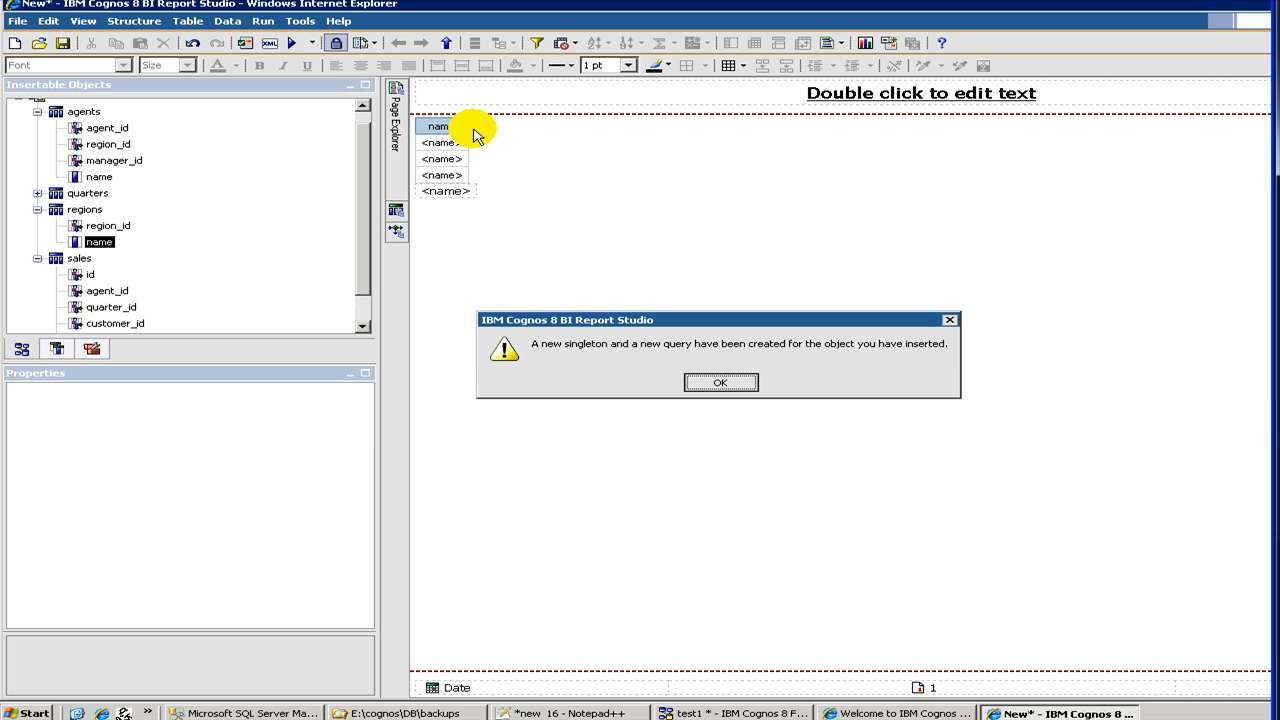 New* - IBM Cognos 8 BI Report Studio - Windows Internet Explorer
File Edit View Structure Table Data Run Tools Help
Font Size 1 pt
Insertable Objects
Page Explorer
Double click to edit text
agents
agent_id
region_id
manager_id
name
quarters
regions
region_id
name
sales
id
agent_id
quarter_id
customer_id
<name>
<name>
<name>
<name>
IBM Cognos 8 BI Report Studio
A new singleton and a new query have been created for the object you have inserted.
OK
Properties
Date 1
Start Microsoft SQL Server Ma... E:\cognos\DB\backups *new 16 - Notepad++ test1 * - IBM Cognos 8 F... Welcome to IBM Cognos ... New* - IBM Cognos 8 ...